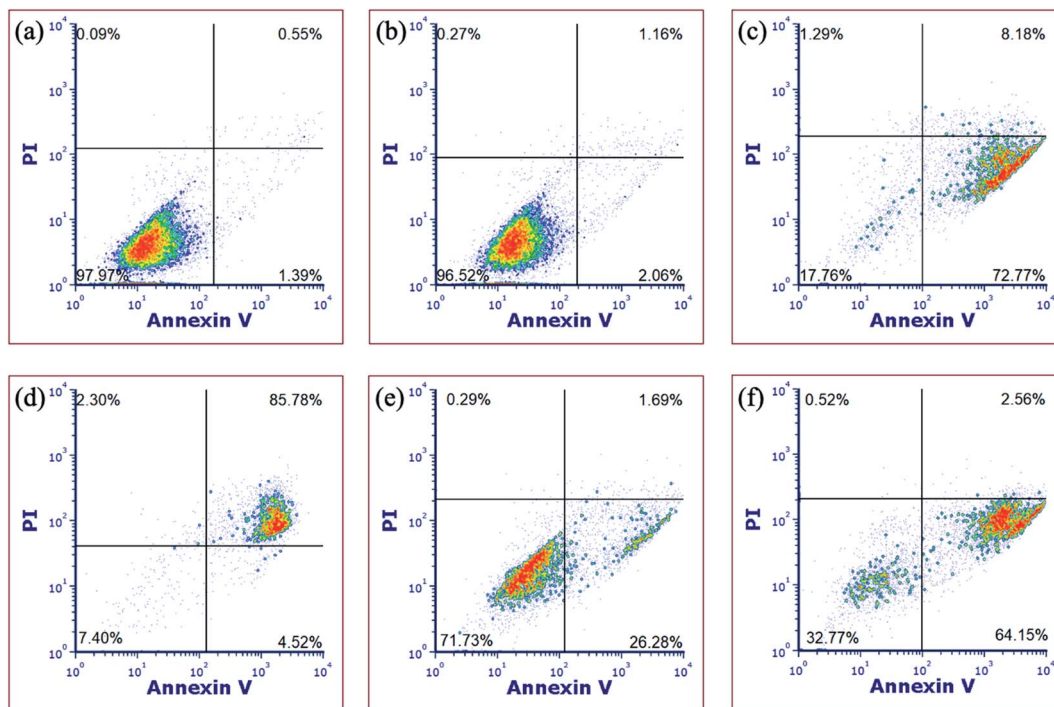 (a) 0.09% 0.55%
10⁴
10³
10²
10¹
10⁰
PI
97.97% 1.39%
10⁰ 10¹ 10² 10³ 10⁴
Annexin V
(b) 0.27% 1.16%
10⁴
10³
10²
10¹
10⁰
PI
96.52% 2.06%
10⁰ 10¹ 10² 10³ 10⁴
Annexin V
(c) 1.29% 8.18%
10⁴
10³
10²
10¹
10⁰
PI
17.76% 72.77%
10⁰ 10¹ 10² 10³ 10⁴
Annexin V
(d) 2.30% 85.78%
10⁴
10³
10²
10¹
10⁰
PI
7.40% 4.52%
10⁰ 10¹ 10² 10³ 10⁴
Annexin V
(e) 0.29% 1.69%
10⁴
10³
10²
10¹
10⁰
PI
71.73% 26.28%
10⁰ 10¹ 10² 10³ 10⁴
Annexin V
(f) 0.52% 2.56%
10⁴
10³
10²
10¹
10⁰
PI
32.77% 64.15%
10⁰ 10¹ 10² 10³ 10⁴
Annexin V